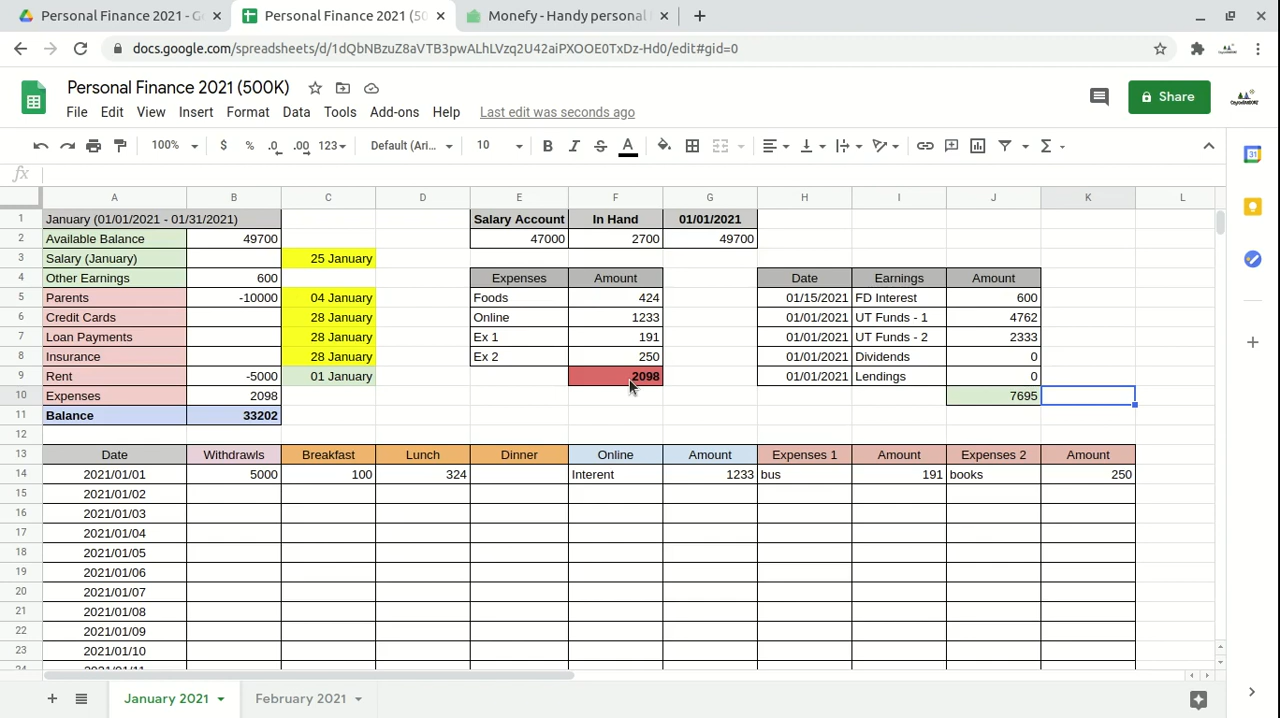 Personal Finance 2021 - G
Personal Finance 2021 (50
Monefy - Handy personal
docs.google.com/spreadsheets/d/1dQbNBzuZ8aVTB3pwALhLVzq2U42aiPXOOE0TxDz-Hd0/edit#gid=0
Personal Finance 2021 (500K)
File Edit View Insert Format Data Tools Add-ons Help Last edit was seconds ago
Share
100% $ % .0 .00 123 Default (Ari... 10 B I S A
fx
A B C D E F G H I J K L
1 January (01/01/2021 - 01/31/2021) Salary Account In Hand 01/01/2021
2 Available Balance 49700 47000 2700 49700
3 Salary (January) 25 January
4 Other Earnings 600 Expenses Amount Date Earnings Amount
5 Parents -10000 04 January Foods 424 01/15/2021 FD Interest 600
6 Credit Cards 28 January Online 1233 01/01/2021 UT Funds - 1 4762
7 Loan Payments 28 January Ex 1 191 01/01/2021 UT Funds - 2 2333
8 Insurance 28 January Ex 2 250 01/01/2021 Dividends 0
9 Rent -5000 01 January 2098 01/01/2021 Lendings 0
10 Expenses 2098 7695
11 Balance 33202
12
13 Date Withdrawls Breakfast Lunch Dinner Online Amount Expenses 1 Amount Expenses 2 Amount
14 2021/01/01 5000 100 324 Interent 1233 bus 191 books 250
15 2021/01/02
16 2021/01/03
17 2021/01/04
18 2021/01/05
19 2021/01/06
20 2021/01/07
21 2021/01/08
22 2021/01/09
23 2021/01/10
24 2021/01/11
January 2021 February 2021
31